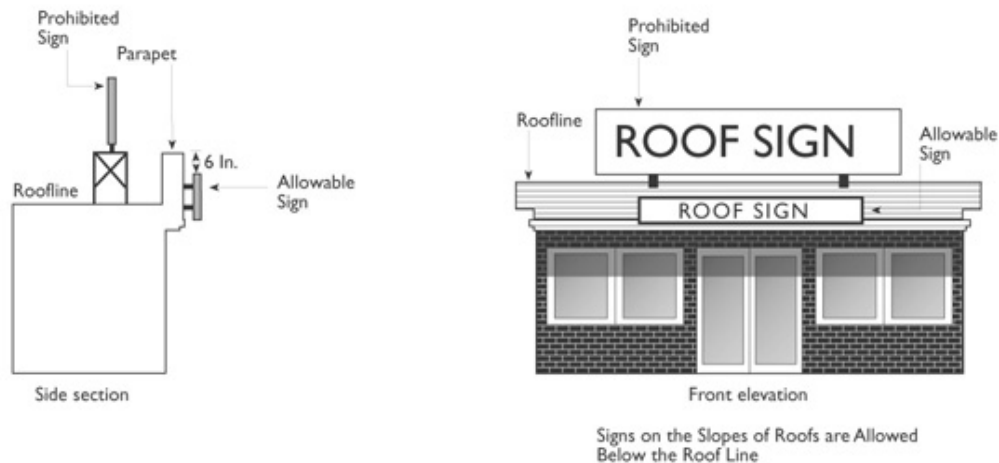 Prohibited
Sign
Parapet
6 In.
Roofline
Allowable
Sign
Side section
Prohibited
Sign
Roofline
ROOF SIGN
Allowable
Sign
ROOF SIGN
Front elevation
Signs on the Slopes of Roofs are Allowed
Below the Roof Line